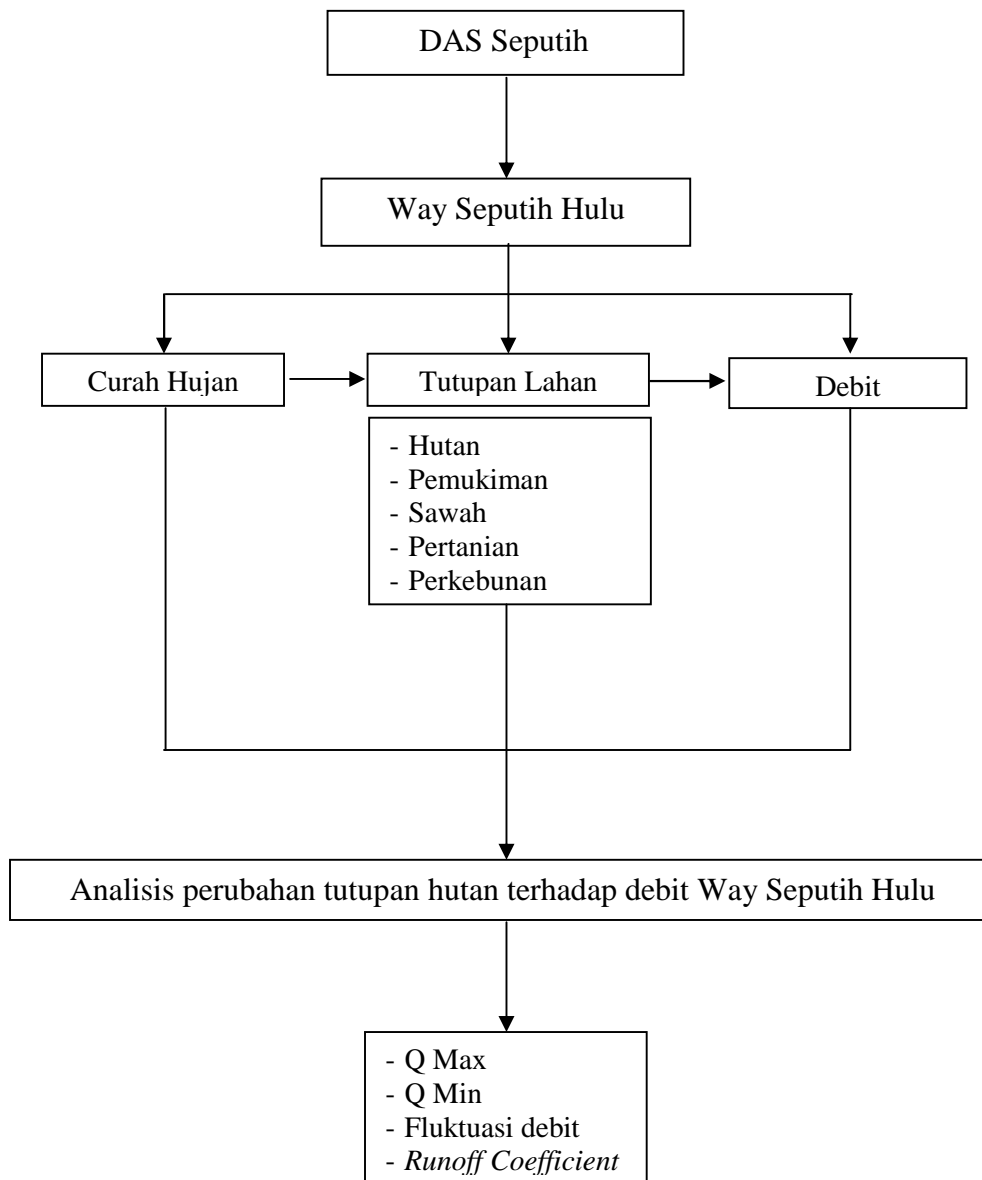 DAS Seputih
Way Seputih Hulu
Curah Hujan
Tutupan Lahan
Debit
- Hutan
- Pemukiman
- Sawah
- Pertanian
- Perkebunan
Analisis perubahan tutupan hutan terhadap debit Way Seputih Hulu
- Q Max
- Q Min
- Fluktuasi debit
- Runoff Coefficient